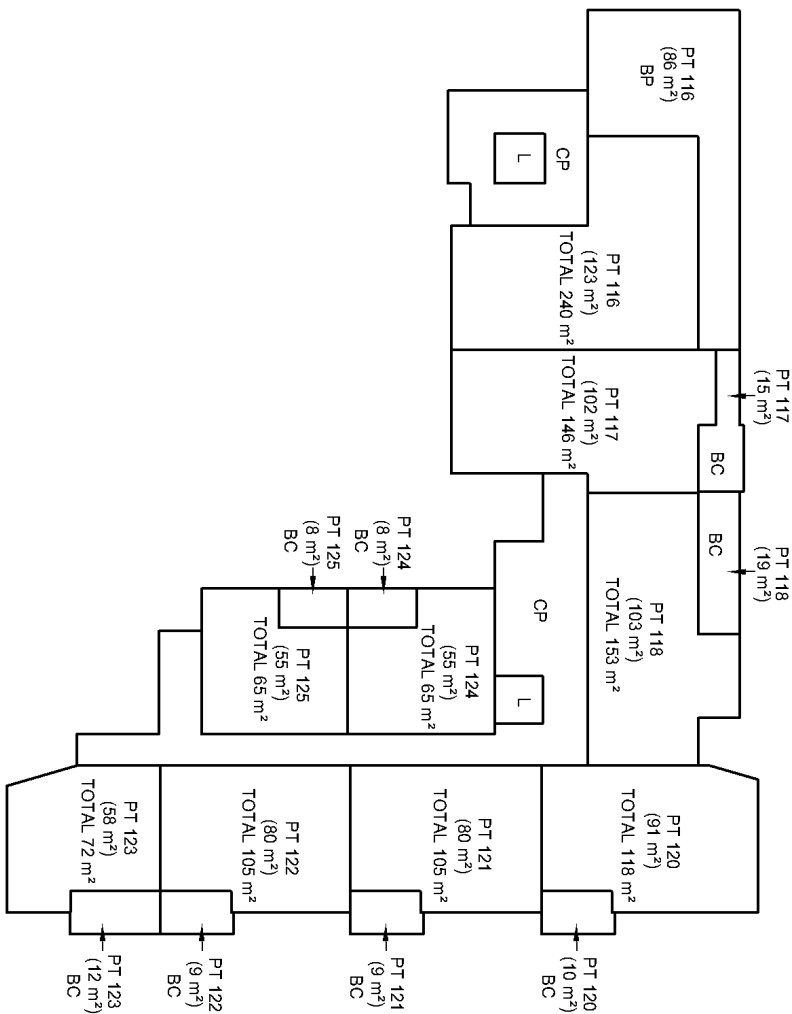 PT 116
(86 m²)
BP
CP
L
PT 116
(123 m²)
TOTAL 240 m²
PT 117
(15 m²)
PT 117
(102 m²)
TOTAL 146 m²
BC
BC
PT 118
(19 m²)
PT 118
(103 m²)
TOTAL 153 m²
CP
L
PT 124
(8 m²)
BC
PT 125
(8 m²)
BC
PT 124
(55 m²)
TOTAL 65 m²
PT 125
(55 m²)
TOTAL 65 m²
PT 120
(91 m²)
TOTAL 118 m²
PT 121
(80 m²)
TOTAL 105 m²
PT 122
(80 m²)
TOTAL 105 m²
PT 123
(58 m²)
TOTAL 72 m²
PT 120
(10 m²)
BC
PT 121
(9 m²)
BC
PT 122
(9 m²)
BC
PT 123
(12 m²)
BC